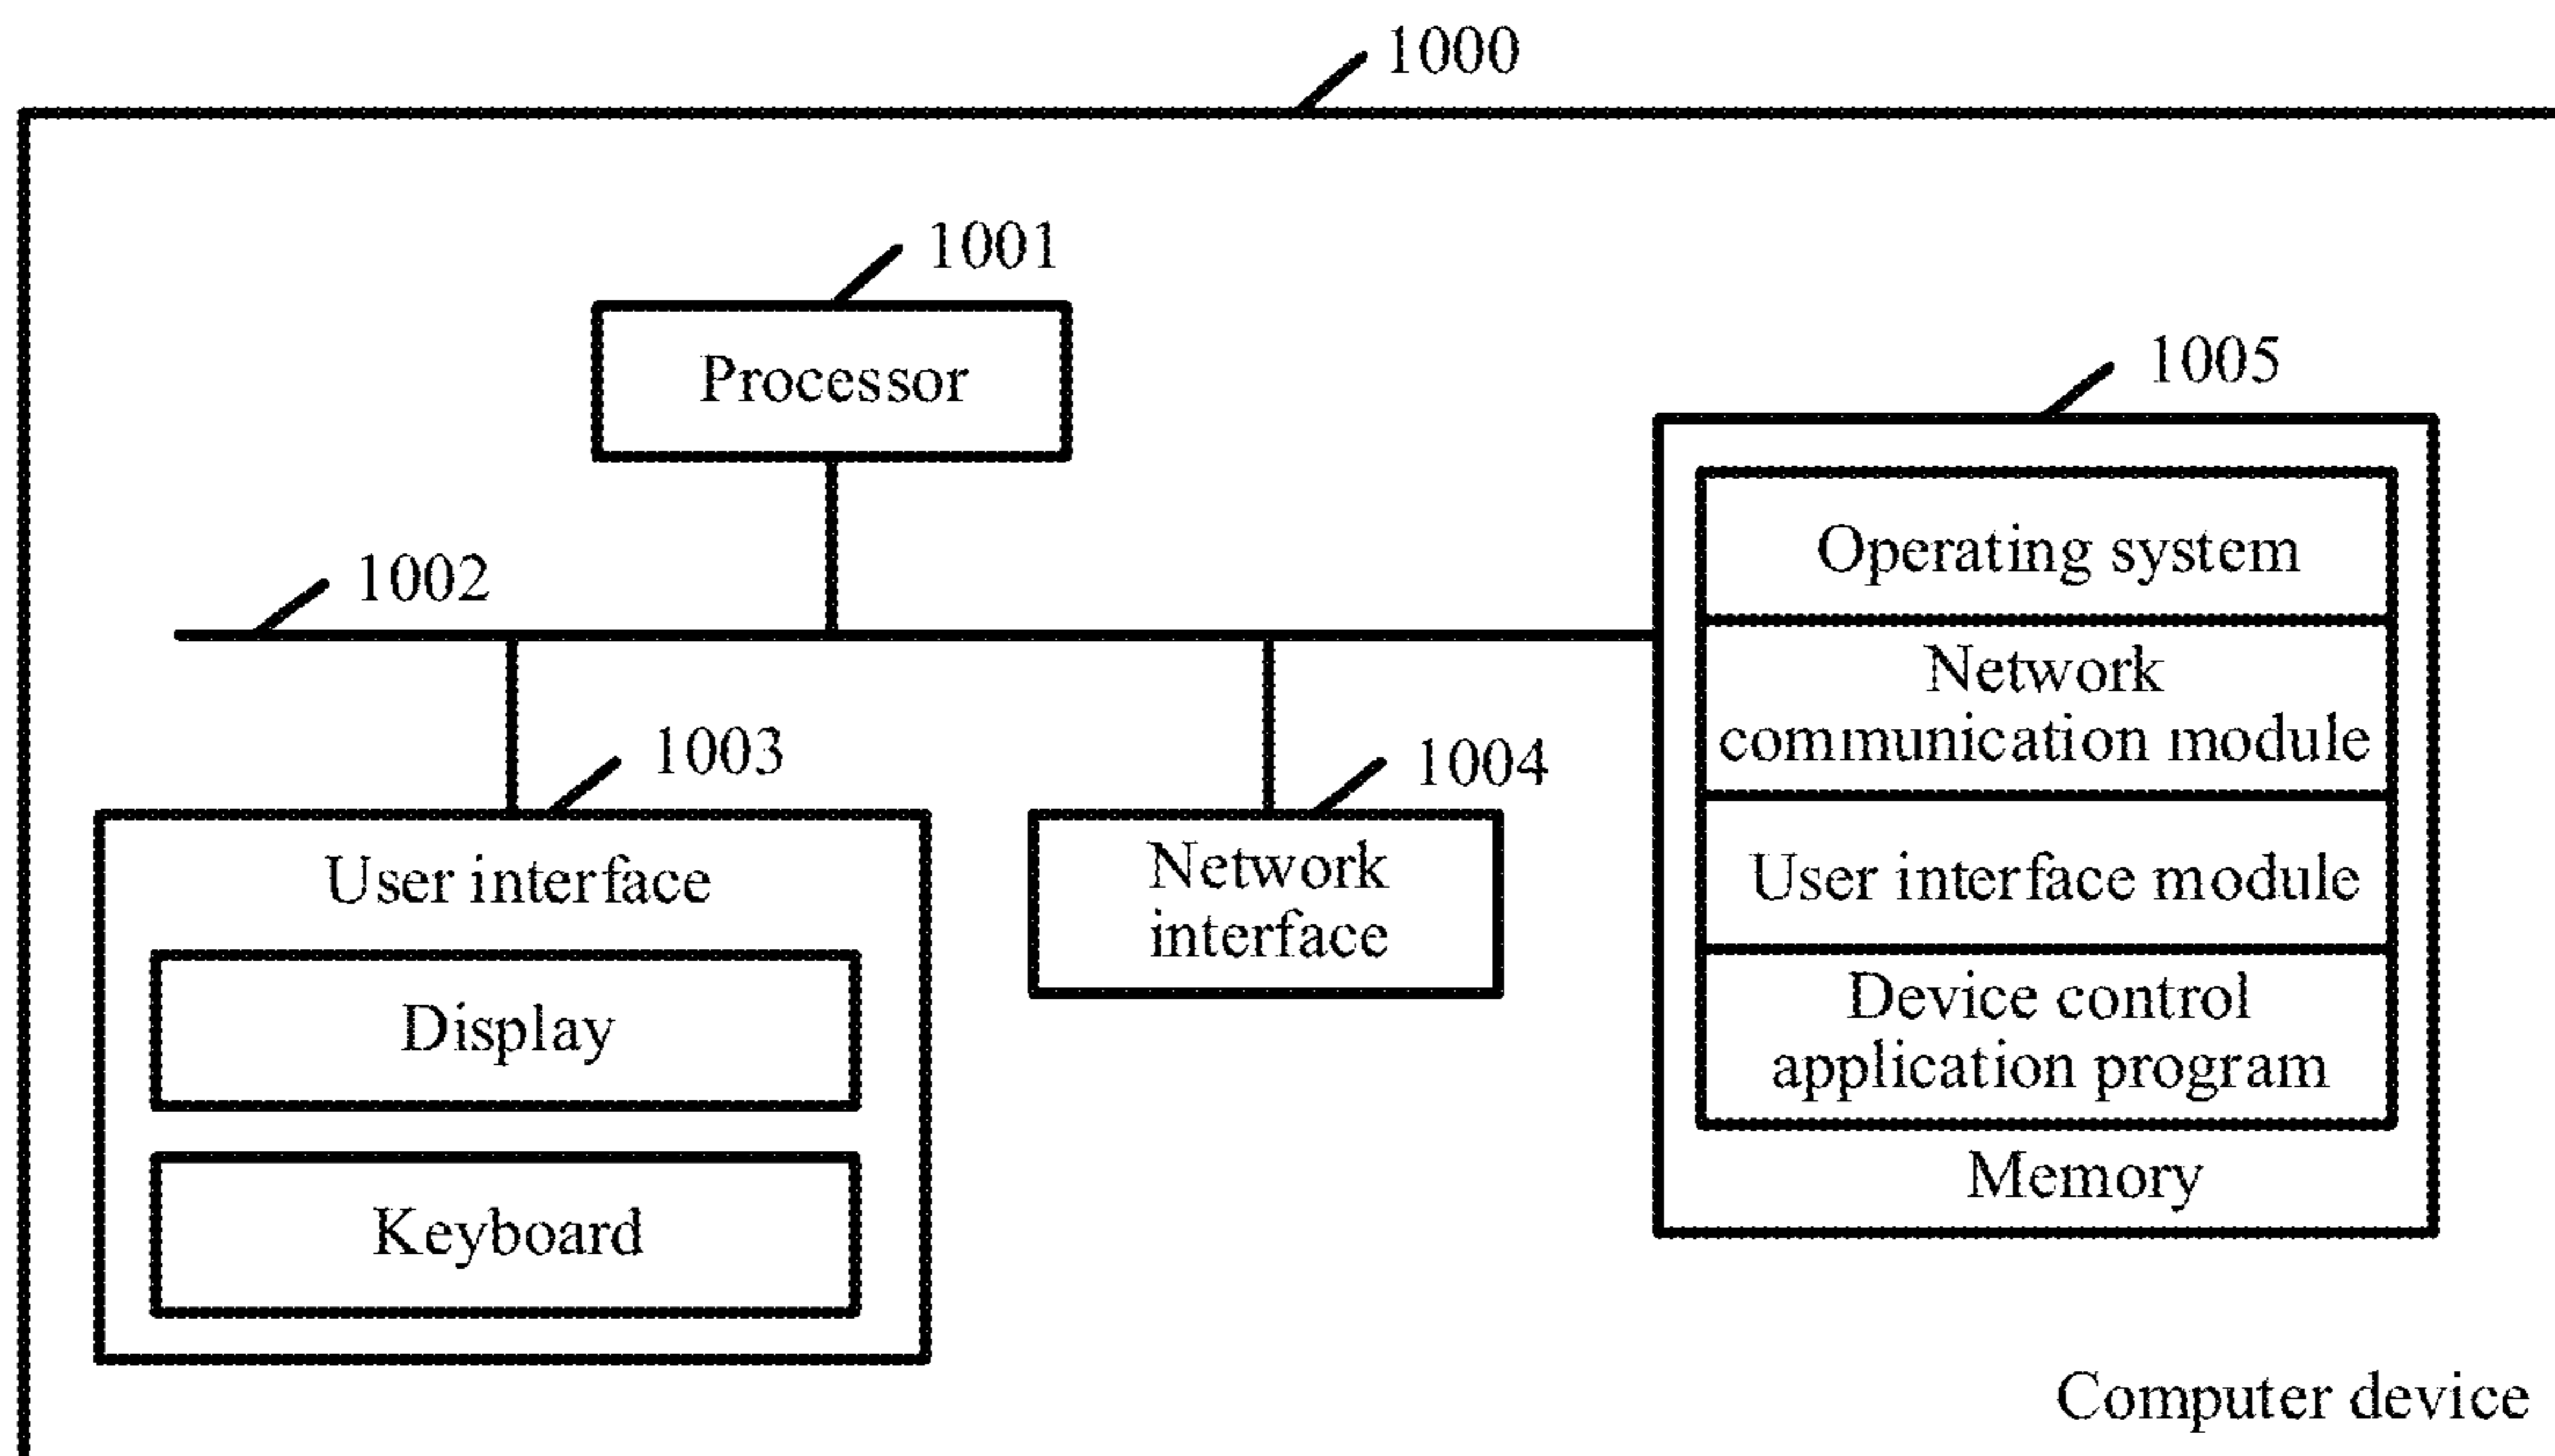 1000
1001
Processor
1005
1002
Operating system
Network
communication module
1003
1004
User interface
Network
interface
User interface module
Display
Device control
application program
Keyboard
Memory
Computer device